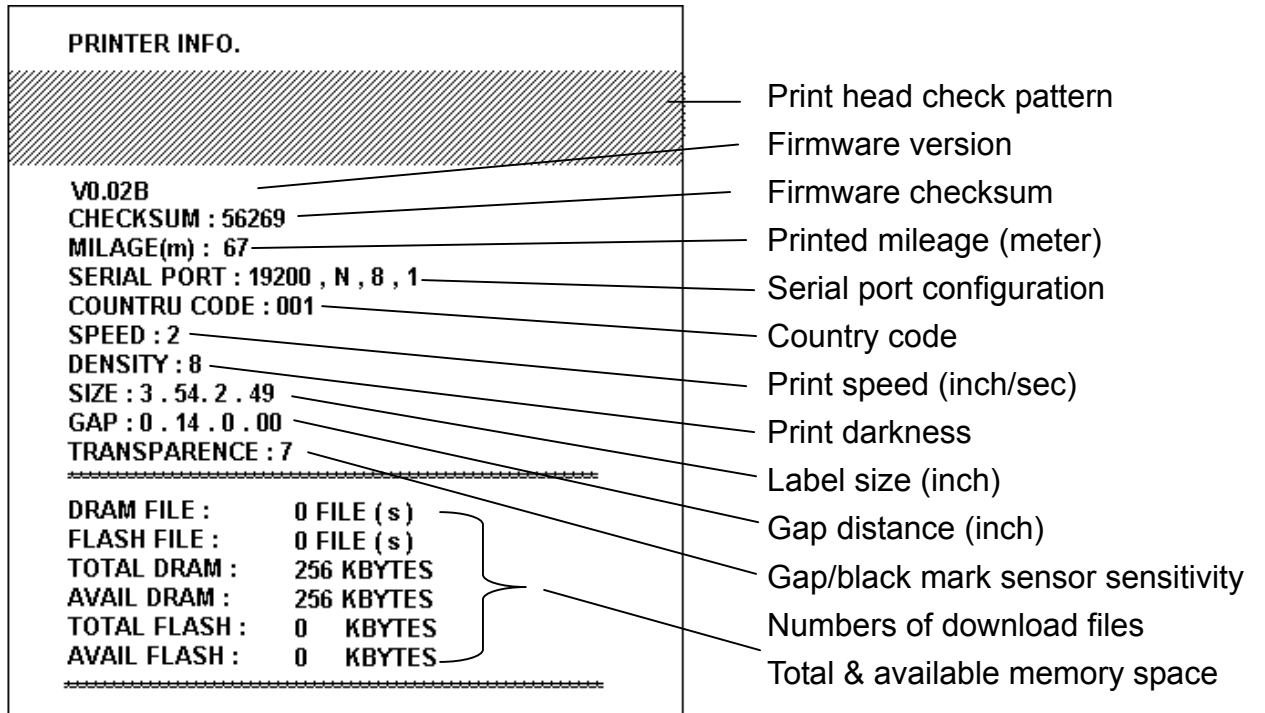 PRINTER INFO.
V0.02B
CHECKSUM : 56269
MILAGE(m) : 67
SERIAL PORT : 19200 , N , 8 , 1
COUNTRU CODE : 001
SPEED : 2
DENSITY : 8
SIZE : 3 . 54. 2 . 49
GAP : 0 . 14 . 0 . 00
TRANSPARENCE : 7
DRAM FILE : 0 FILE ( s )
FLASH FILE : 0 FILE ( s )
TOTAL DRAM : 256 KBYTES
AVAIL DRAM : 256 KBYTES
TOTAL FLASH : 0 KBYTES
AVAIL FLASH : 0 KBYTES
Print head check pattern
Firmware version
Firmware checksum
Printed mileage (meter)
Serial port configuration
Country code
Print speed (inch/sec)
Print darkness
Label size (inch)
Gap distance (inch)
Gap/black mark sensor sensitivity
Numbers of download files
Total & available memory space